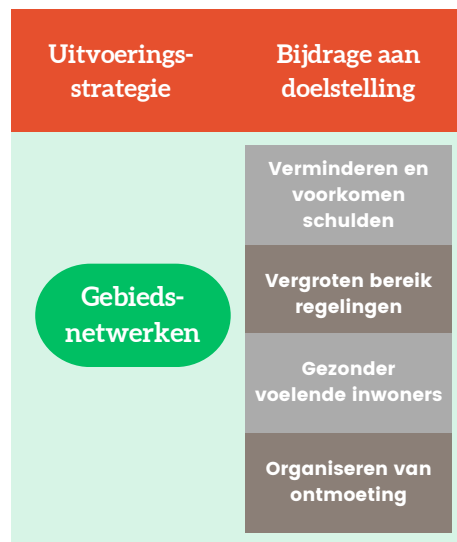 Uitvoerings-
strategie
Bijdrage aan
doelstelling
Gebieds-
netwerken
Verminderen en
voorkomen
schulden
Vergroten bereik
regelingen
Gezonder
voelende inwoners
Organiseren van
ontmoeting